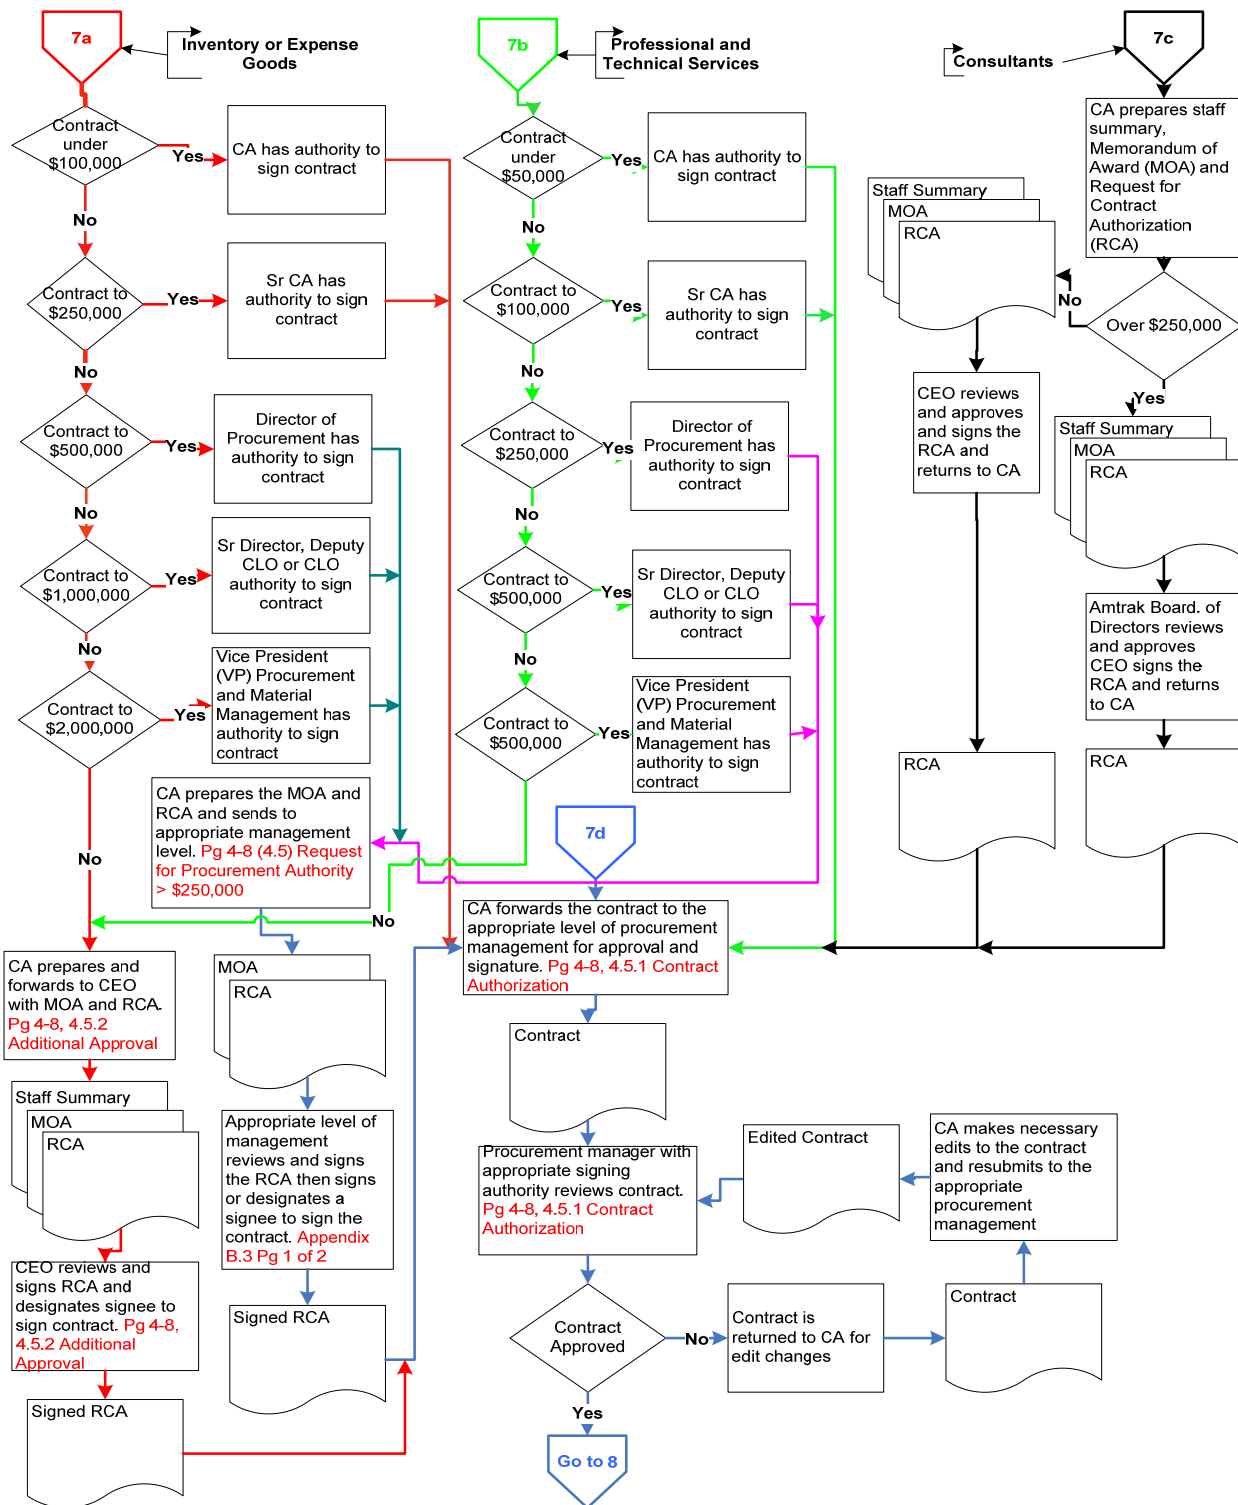 7a
Inventory or Expense
Goods
Contract
under
$100,000
Yes
CA has authority to
sign contract
No
Contract to
$250,000
Yes
Sr CA has
authority to sign
contract
No
Contract to
$500,000
Yes
Director of
Procurement has
authority to sign
contract
No
Contract to
$1,000,000
Yes
Sr Director, Deputy
CLO or CLO
authority to sign
contract
No
Contract to
$2,000,000
Yes
Vice President
(VP) Procurement
and Material
Management has
authority to sign
contract
No
CA prepares the MOA and
RCA and sends to
appropriate management
level. Pg 4-8 (4.5) Request
for Procurement Authority
> $250,000
CA prepares and
forwards to CEO
with MOA and RCA.
Pg 4-8, 4.5.2
Additional Approval
Staff Summary
MOA
RCA
CEO reviews and
signs RCA and
designates signee to
sign contract. Pg 4-8,
4.5.2 Additional
Approval
Signed RCA
MOA
RCA
Appropriate level of
management
reviews and signs
the RCA then signs
or designates a
signee to sign the
contract. Appendix
B.3 Pg 1 of 2
Signed RCA
7b
Professional and
Technical Services
Contract
under
$50,000
Yes
CA has authority to
sign contract
No
Contract to
$100,000
Yes
Sr CA has
authority to sign
contract
No
Contract to
$250,000
Yes
Director of
Procurement has
authority to sign
contract
No
Contract to
$500,000
Yes
Sr Director, Deputy
CLO or CLO
authority to sign
contract
No
Contract to
$500,000
Yes
Vice President
(VP) Procurement
and Material
Management has
authority to sign
contract
No
7d
CA forwards the contract to the
appropriate level of procurement
management for approval and
signature. Pg 4-8, 4.5.1 Contract
Authorization
Contract
Procurement manager with
appropriate signing
authority reviews contract.
Pg 4-8, 4.5.1 Contract
Authorization
Contract
Approved
No
Contract is
returned to CA for
edit changes
Contract
CA makes necessary
edits to the contract
and resubmits to the
appropriate
procurement
management
Edited Contract
Yes
Go to 8
7c
Consultants
CA prepares staff
summary,
Memorandum of
Award (MOA) and
Request for
Contract
Authorization
(RCA)
Over $250,000
No
Staff Summary
MOA
RCA
CEO reviews
and approves
and signs the
RCA and
returns to CA
RCA
Yes
Staff Summary
MOA
RCA
Amtrak Board. of
Directors reviews
and approves
CEO signs the
RCA and returns
to CA
RCA